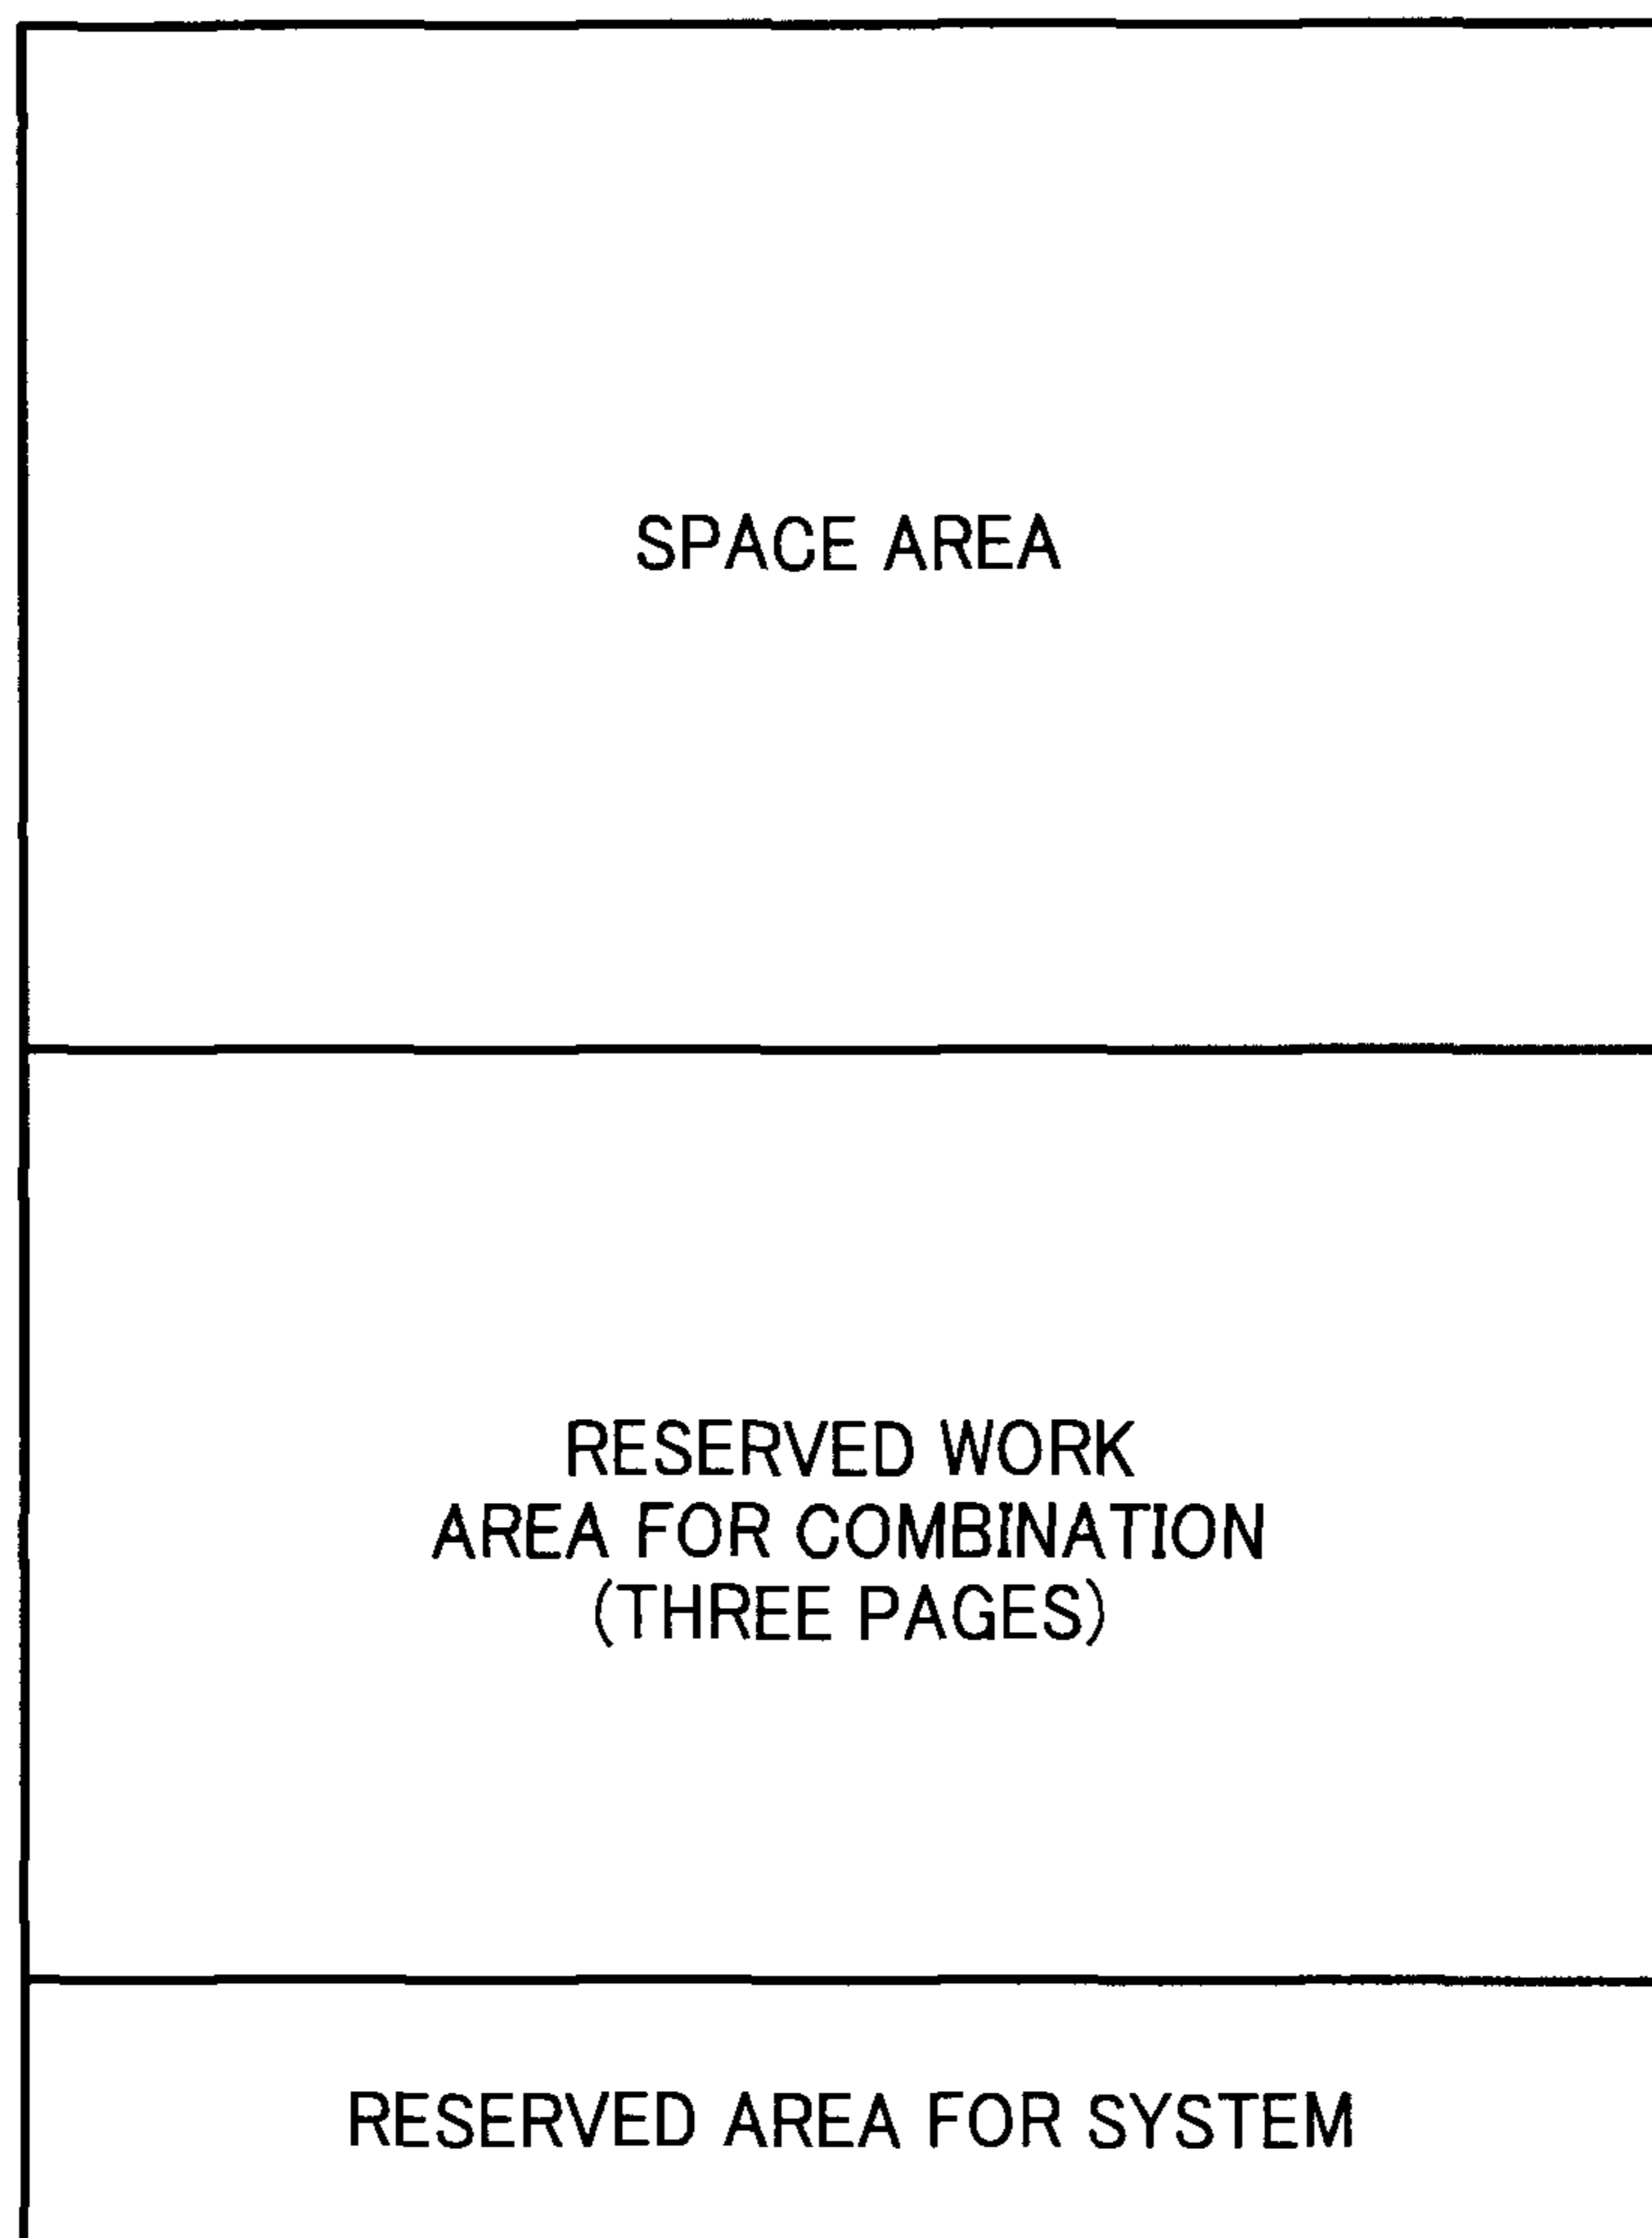 SPACE AREA
RESERVED WORK
AREA FOR COMBINATION
(THREE PAGES)
RESERVED AREA FOR SYSTEM